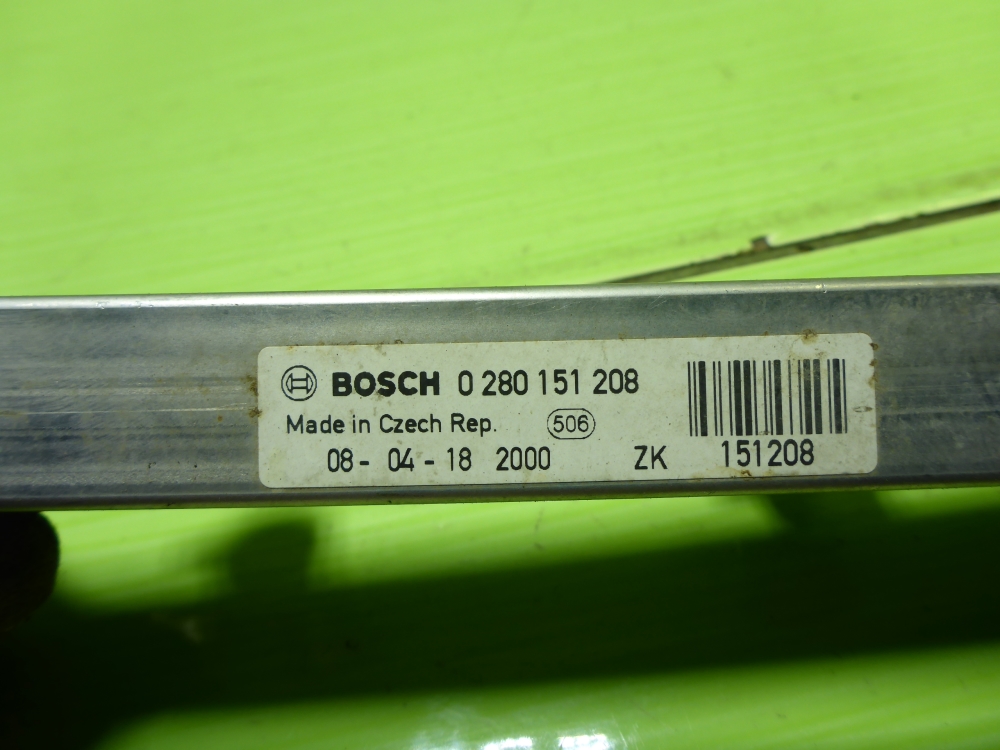 BOSCH 0 280 151 208
Made in Czech Rep. 506
08- 04-18 2000 ZK 151208